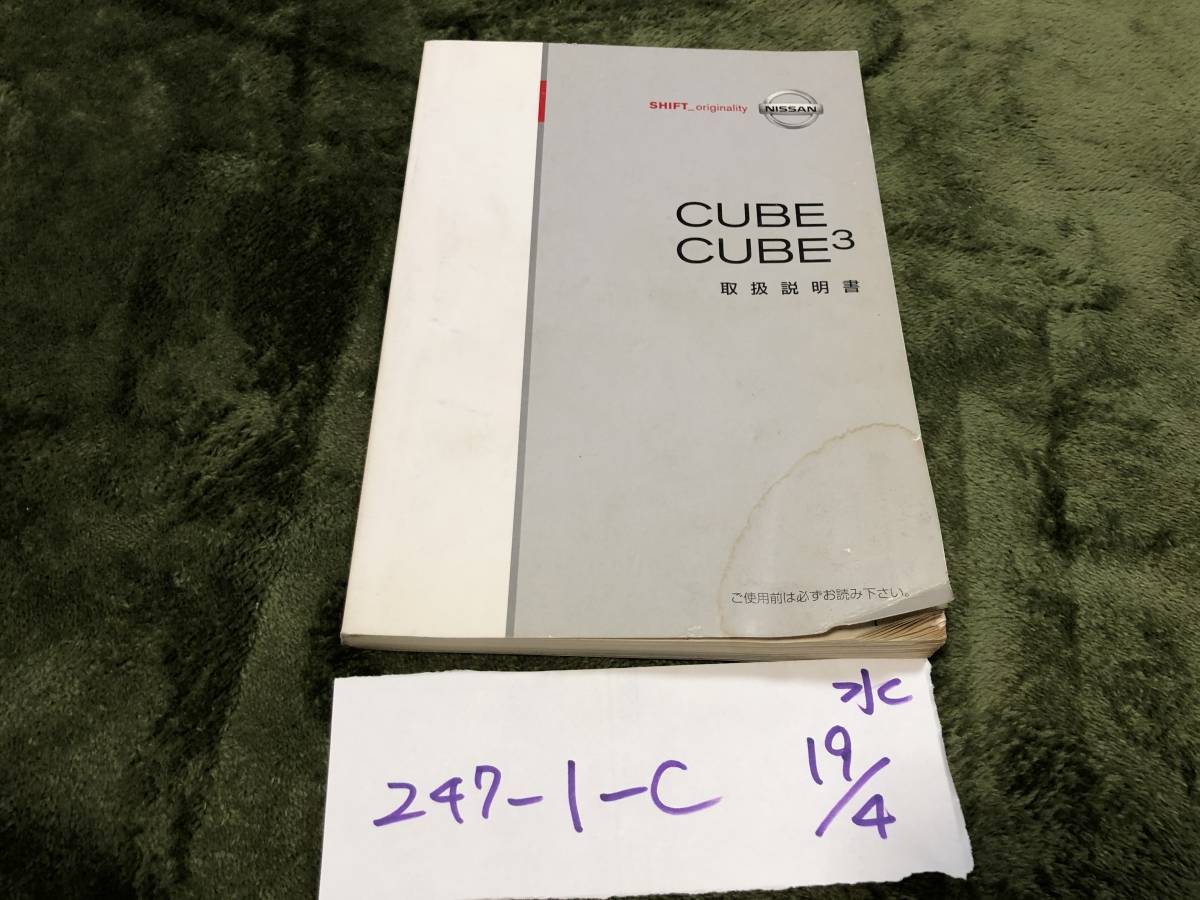 SHIFT_originality NISSAN
CUBE
CUBE³
取扱説明書
ご使用前は必ずお読み下さい。
水C
247-1-C 19/4